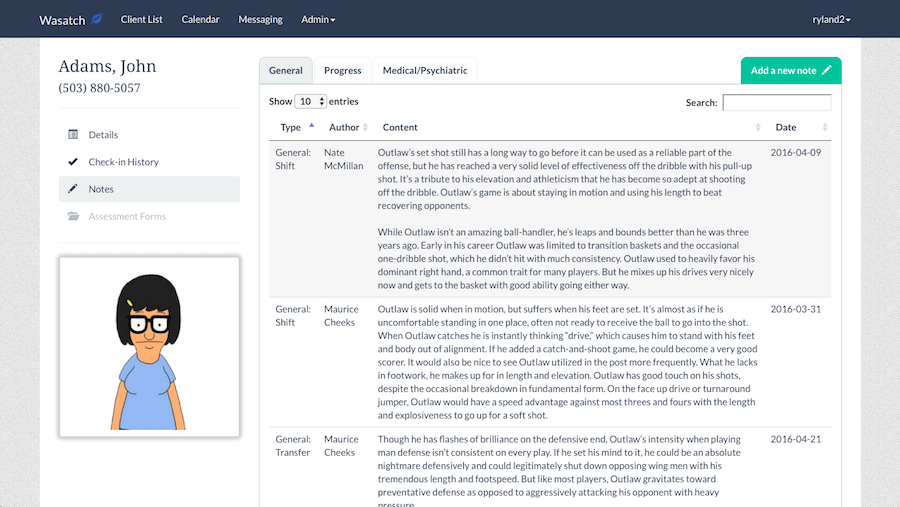 Wasatch Client List Calendar Messaging Admin ryland2
Adams, John
(503) 880-5057
Details
Check-in History
Notes
Assessment Forms
General Progress Medical/Psychiatric Add a new note
Show 10 entries Search:
Type Author Content Date
General: Shift
Nate McMillan
Outlaw's set shot still has a long way to go before it can be used as a reliable part of the
offense, but he has reached a very solid level of effectiveness off the dribble with his pull-up
shot. It's a tribute to his elevation and athleticism that he has become so adept at shooting
off the dribble. Outlaw's game is about staying in motion and using his length to beat
recovering opponents.
While Outlaw isn't an amazing ball-handler, he's leaps and bounds better than he was three
years ago. Early in his career Outlaw was limited to transition baskets and the occasional
one-dribble shot, which he didn't hit with much consistency. Outlaw used to heavily favor his
dominant right hand, a common trait for many players. But he mixes up his drives very nicely
now and gets to the basket with good ability going either way.
2016-04-09
General: Shift
Maurice Cheeks
Outlaw is solid when in motion, but suffers when his feet are set. It's almost as if he is
uncomfortable standing in one place, often not ready to receive the ball to go into the shot.
When Outlaw catches he is instantly thinking "drive," which causes him to stand with his feet
and body out of alignment. If he added a catch-and-shoot game, he could become a very good
scorer. It would also be nice to see Outlaw utilized in the post more frequently. What he lacks
in footwork, he makes up for in length and elevation. Outlaw has good touch on his shots,
despite the occasional breakdown in fundamental form. On the face up drive or turnaround
jumper, Outlaw would have a speed advantage against most threes and fours with the length
and explosiveness to go up for a soft shot.
2016-03-31
General: Transfer
Maurice Cheeks
Though he has flashes of brilliance on the defensive end, Outlaw's intensity when playing
man defense isn't consistent on every play. If he set his mind to it, he could be an absolute
nightmare defensively and could legitimately shut down opposing wing men with his
tremendous length and footspeed. But like most players, Outlaw gravitates toward
preventative defense as opposed to aggressively attacking his opponent with heavy
pressure.
2016-04-21